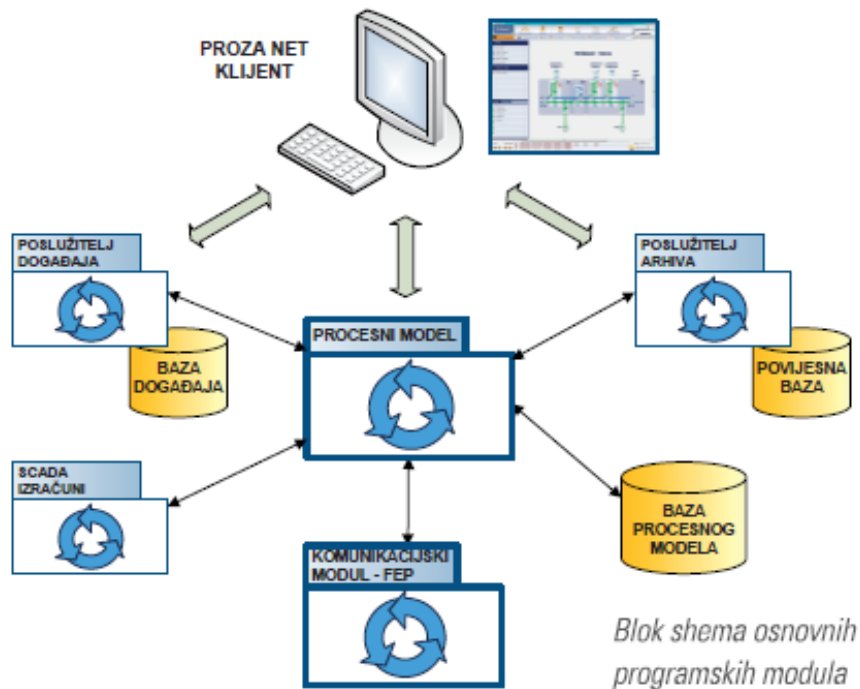 PROZA NET
KLIJENT
POSLUŽITELJ
DOGAĐAJA
BAZA
DOGAĐAJA
PROCESNI MODEL
POSLUŽITELJ
ARHIVA
POVIJESNA
BAZA
SCADA
IZRAČUNI
KOMUNIKACIJSKI
MODUL - FEP
BAZA
PROCESNOG
MODELA
Blok shema osnovnih
programskih modula